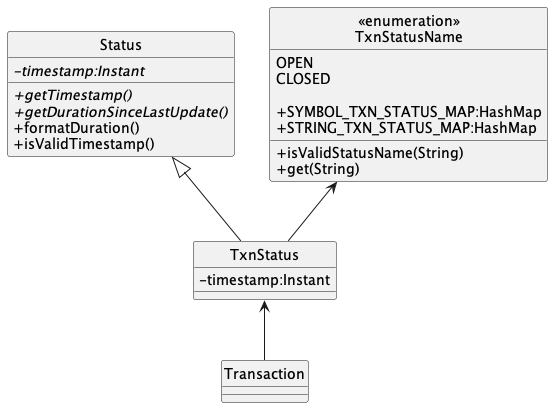 Status
-timestamp:Instant
+getTimestamp()
+getDurationSinceLastUpdate()
+formatDuration()
+isValidTimestamp()
«enumeration»
TxnStatusName
OPEN
CLOSED
+SYMBOL_TXN_STATUS_MAP:HashMap
+STRING_TXN_STATUS_MAP:HashMap
+isValidStatusName(String)
+get(String)
TxnStatus
-timestamp:Instant
Transaction